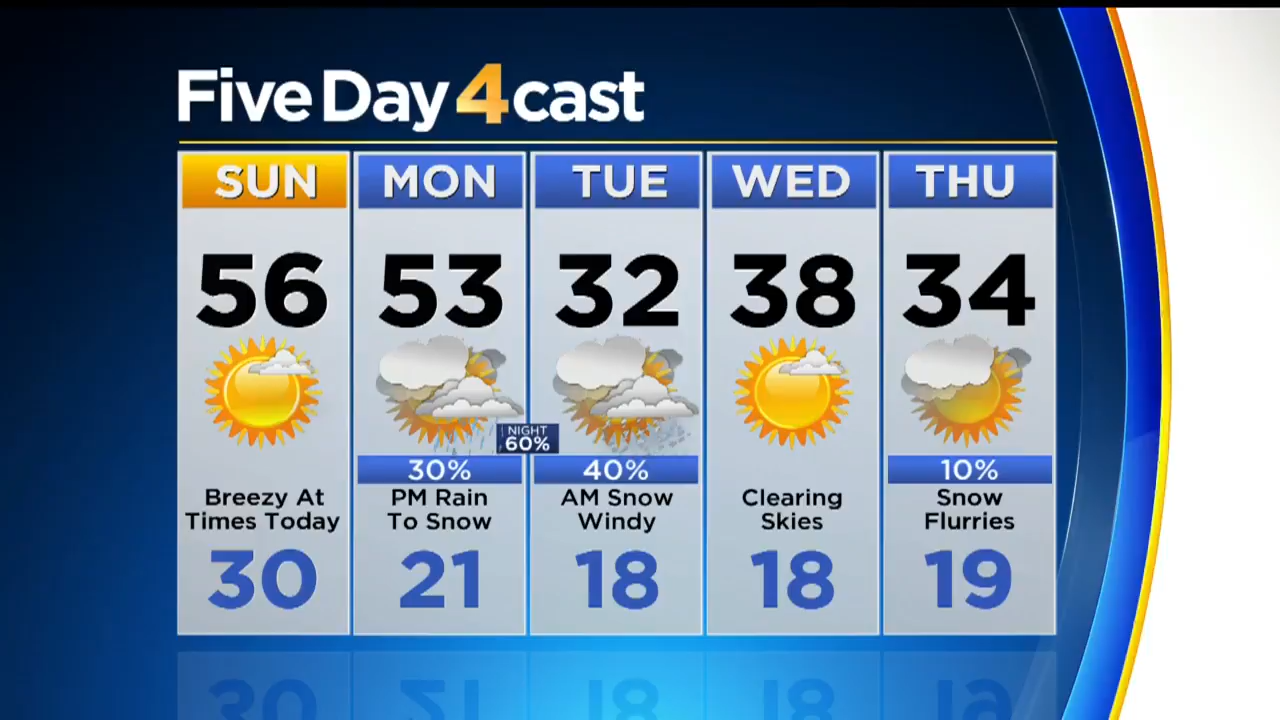 Five Day 4cast
SUN MON TUE WED THU
56 53 32 38 34
NIGHT
60%
30% 40% 10%
Breezy At
Times Today
PM Rain
To Snow
AM Snow
Windy
Clearing
Skies
Snow
Flurries
30 21 18 18 19